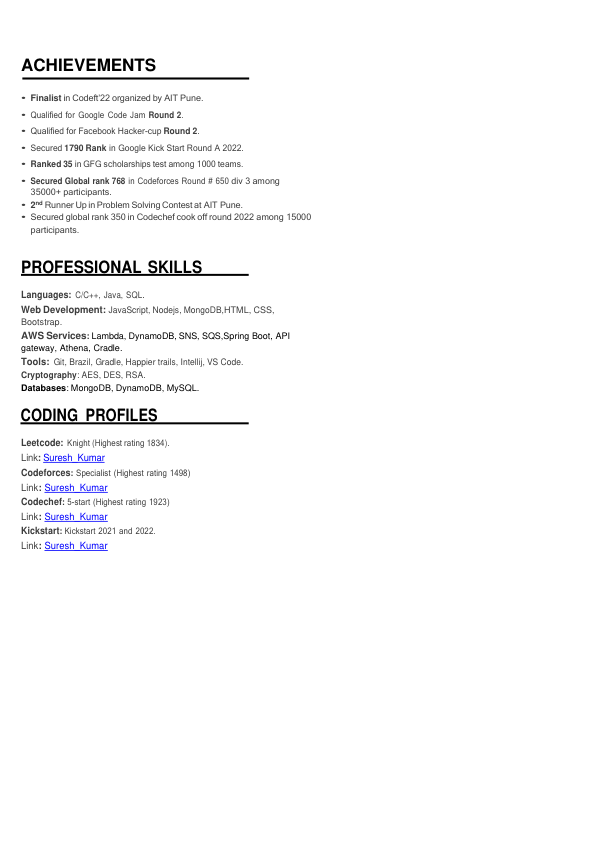 ACHIEVEMENTS
- Finalist in Codeft'22 organized by AIT Pune.
- Qualified for Google Code Jam Round 2.
- Qualified for Facebook Hacker-cup Round 2.
- Secured 1790 Rank in Google Kick Start Round A 2022.
- Ranked 35 in GFG scholarships test among 1000 teams.
- Secured Global rank 768 in Codeforces Round # 650 div 3 among
35000+ participants.
- 2nd Runner Up in Problem Solving Contest at AIT Pune.
- Secured global rank 350 in Codechef cook off round 2022 among 15000
participants.
PROFESSIONAL SKILLS
Languages: C/C++, Java, SQL.
Web Development: JavaScript, Nodejs, MongoDB,HTML, CSS,
Bootstrap.
AWS Services: Lambda, DynamoDB, SNS, SQS,Spring Boot, API
gateway, Athena, Cradle.
Tools: Git, Brazil, Gradle, Happier trails, Intellij, VS Code.
Cryptography: AES, DES, RSA.
Databases: MongoDB, DynamoDB, MySQL.
CODING PROFILES
Leetcode: Knight (Highest rating 1834).
Link: Suresh_Kumar
Codeforces: Specialist (Highest rating 1498)
Link: Suresh_Kumar
Codechef: 5-start (Highest rating 1923)
Link: Suresh_Kumar
Kickstart: Kickstart 2021 and 2022.
Link: Suresh_Kumar